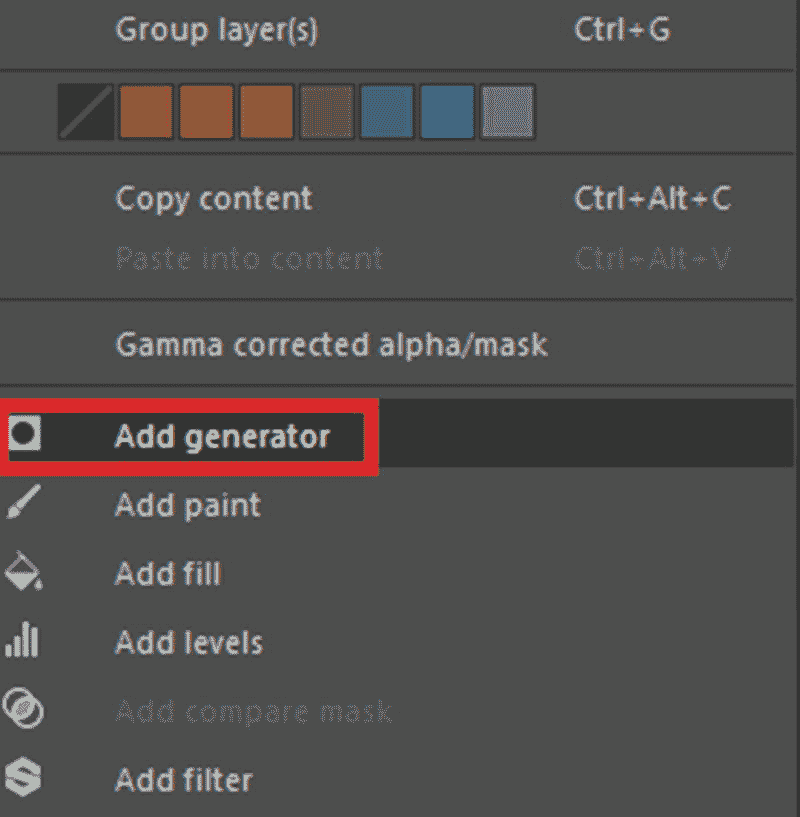 Group layer(s) Ctrl+G
Copy content Ctrl+Alt+C
Paste into content Ctrl+Alt+V
Gamma corrected alpha/mask
Add generator
Add paint
Add fill
Add levels
Add compare mask
Add filter